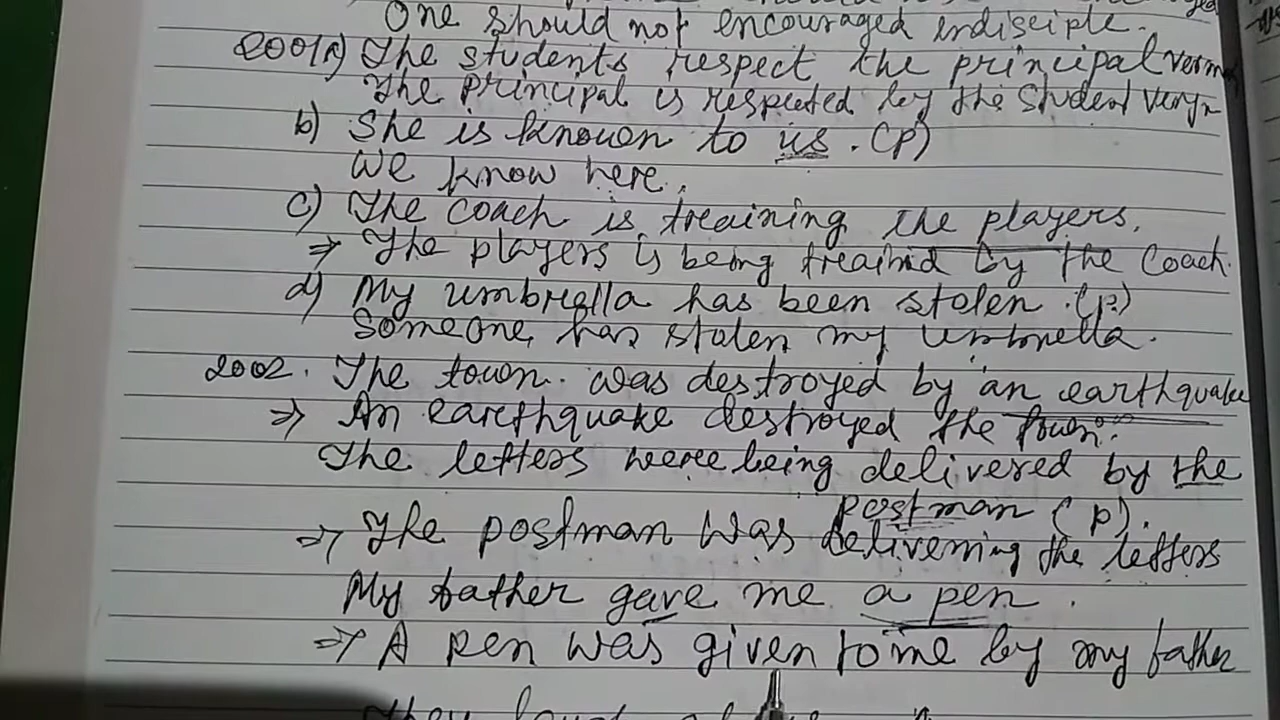 One should not encouraged indisciple.
2001 A) The students respect the principal very
The principal is respected by the student very
b) She is known to us. (P)
We know here.
c) The coach is training the players.
⇒ The players is being treained by the Coach.
d) My umbrella has been stolen. (P)
Someone has stolen my umbrella.
2002. The town. was destroyed by an earthquake
⇒ An earthquake destroyed the town.
The letters were being delivered by the
postman (P).
⇒ The postman was delivering the letters
My father gave me a pen.
⇒ A pen was given to me by my father
They